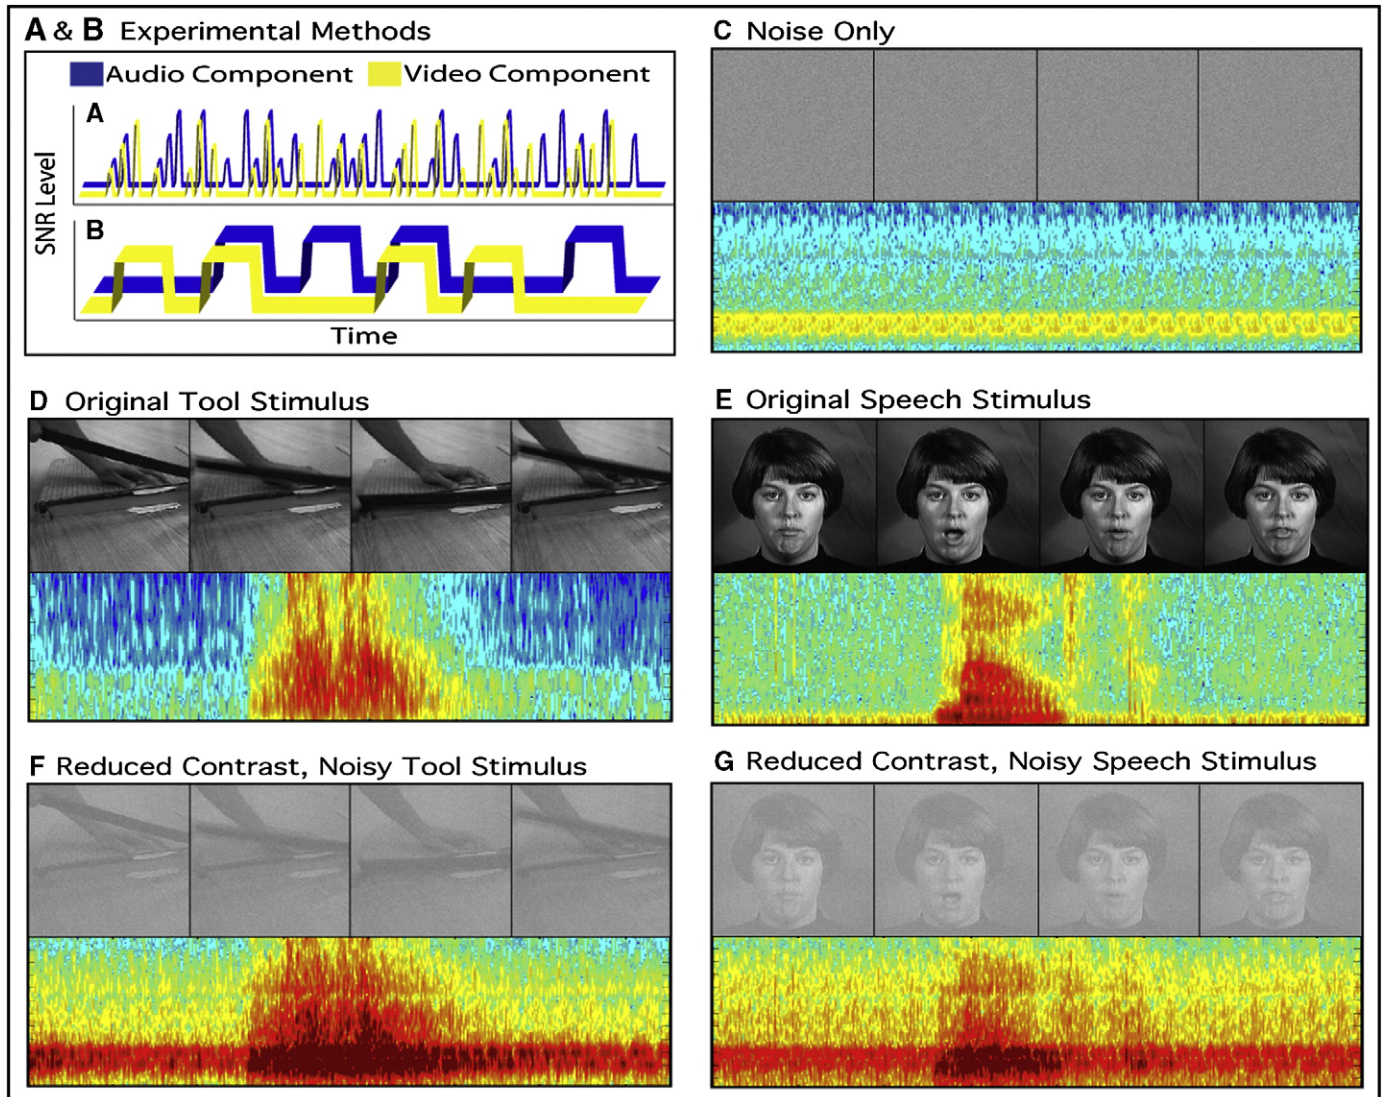 A & B Experimental Methods
Audio Component Video Component
A
B
SNR Level
Time
C Noise Only
D Original Tool Stimulus
E Original Speech Stimulus
F Reduced Contrast, Noisy Tool Stimulus
G Reduced Contrast, Noisy Speech Stimulus